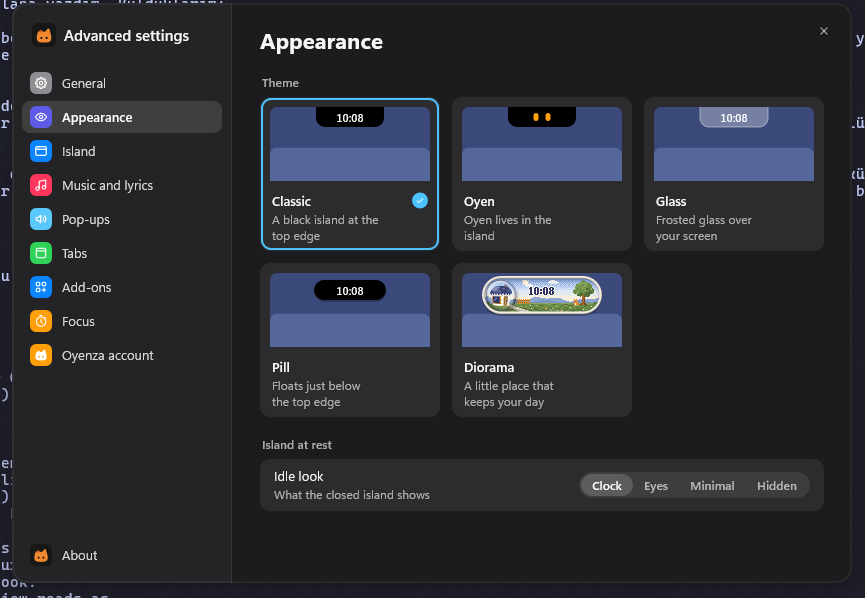 Advanced settings
General
Appearance
Island
Music and lyrics
Pop-ups
Tabs
Add-ons
Focus
Oyenza account
About
Appearance
Theme
10:08
Classic
A black island at the
top edge
Oyen
Oyen lives in the
island
10:08
Glass
Frosted glass over
your screen
10:08
Pill
Floats just below
the top edge
10:08
Diorama
A little place that
keeps your day
Island at rest
Idle look
What the closed island shows
Clock
Eyes
Minimal
Hidden